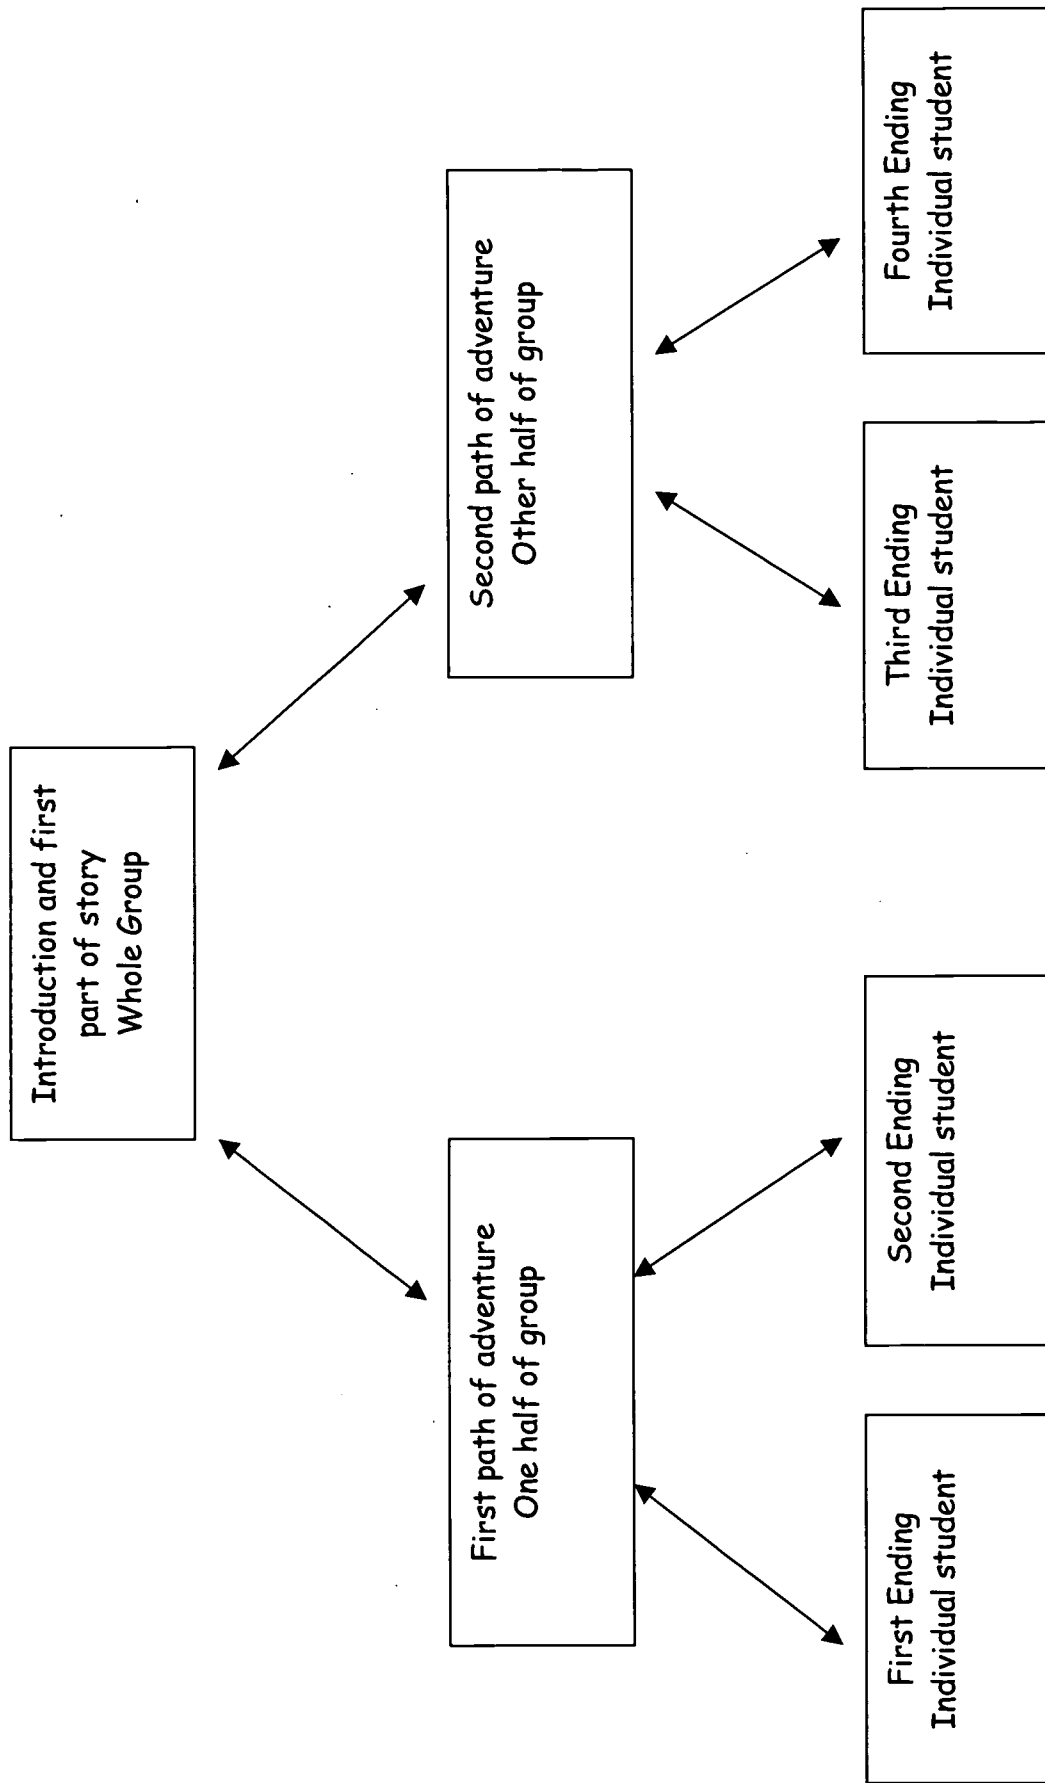 Introduction and first
part of story
Whole Group
First path of adventure
One half of group
Second path of adventure
Other half of group
First Ending
Individual student
Second Ending
Individual student
Third Ending
Individual student
Fourth Ending
Individual student